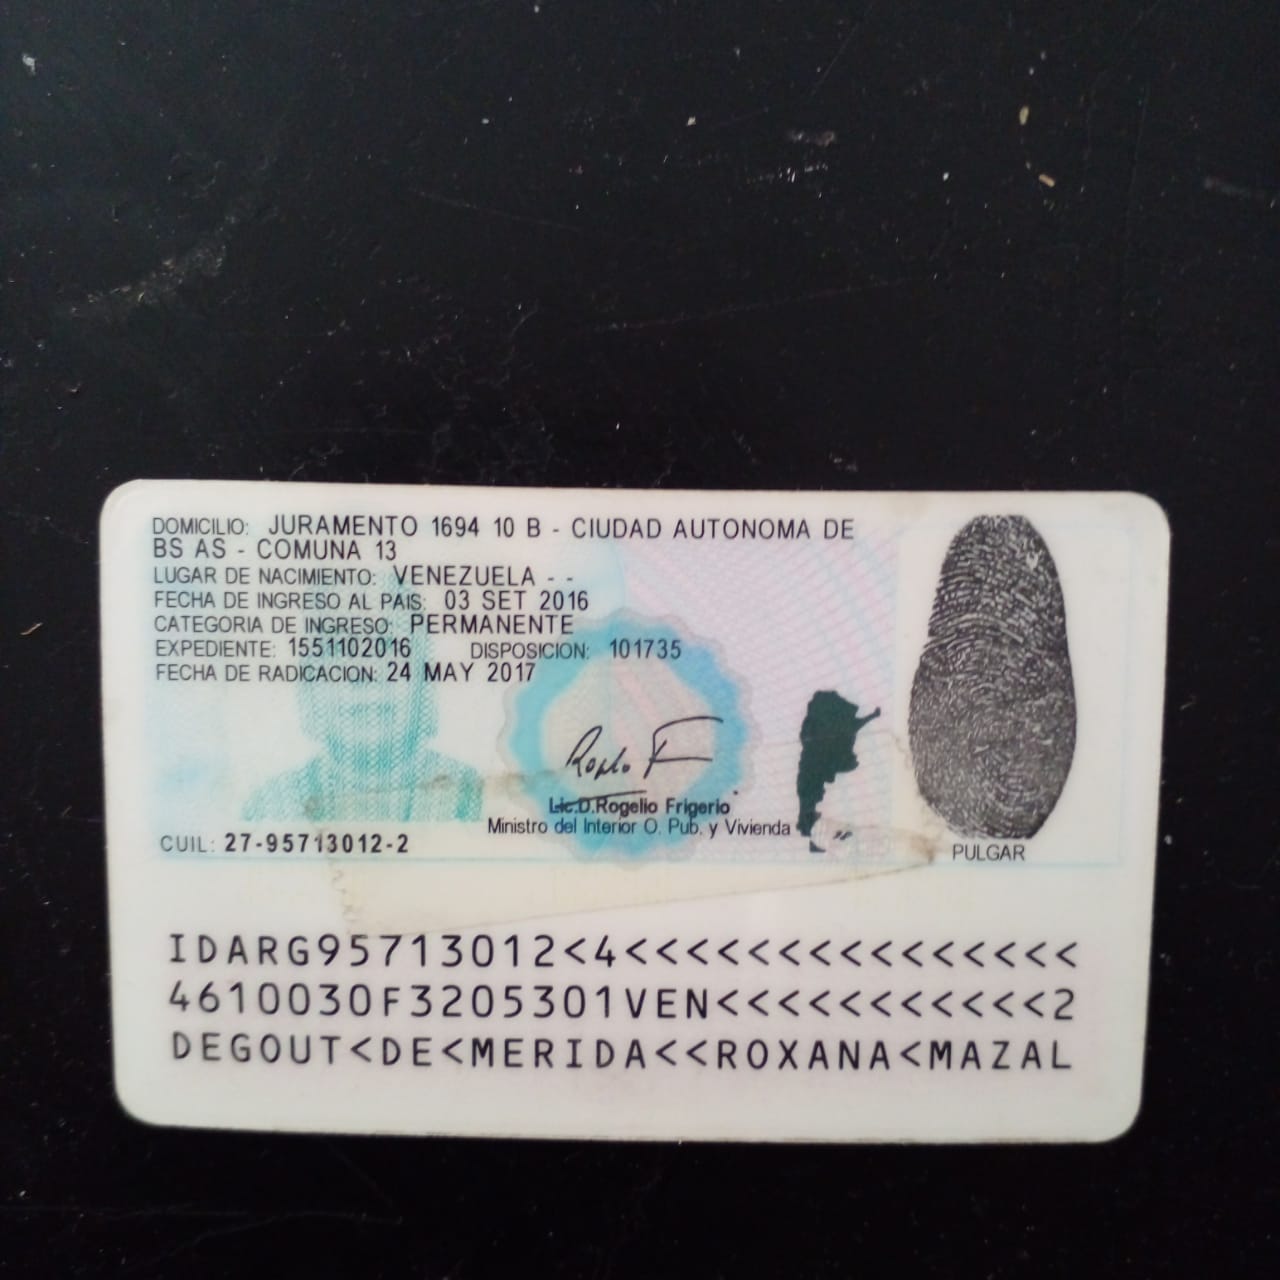 DOMICILIO: JURAMENTO 1694 10 B - CIUDAD AUTONOMA DE
BS AS - COMUNA 13
LUGAR DE NACIMIENTO: VENEZUELA - -
FECHA DE INGRESO AL PAIS: 03 SET 2016
CATEGORIA DE INGRESO: PERMANENTE
EXPEDIENTE: 1551102016 DISPOSICION: 101735
FECHA DE RADICACION: 24 MAY 2017
Lic.D.Rogelio Frigerio
Ministro del Interior O. Pub. y Vivienda
CUIL: 27-95713012-2
PULGAR
IDARG95713012<4<<<<<<<<<<<<<<<
4610030F3205301VEN<<<<<<<<<<<2
DEGOUT<DE<MERIDA<<ROXANA<MAZAL